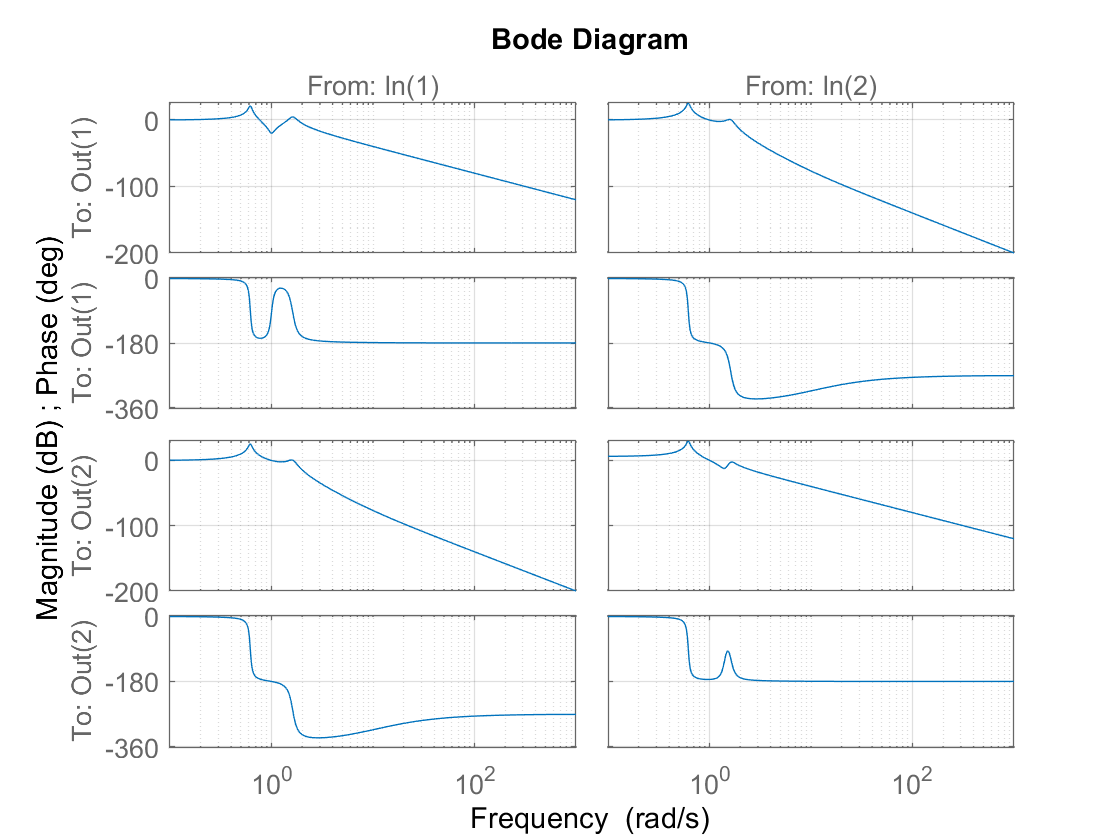 Bode Diagram
From: In(1)
From: In(2)
To: Out(1)
0
-100
-200
To: Out(1)
0
-180
-360
To: Out(2)
0
-100
-200
To: Out(2)
0
-180
-360
Magnitude (dB) ; Phase (deg)
10^0
10^2
10^0
10^2
Frequency (rad/s)